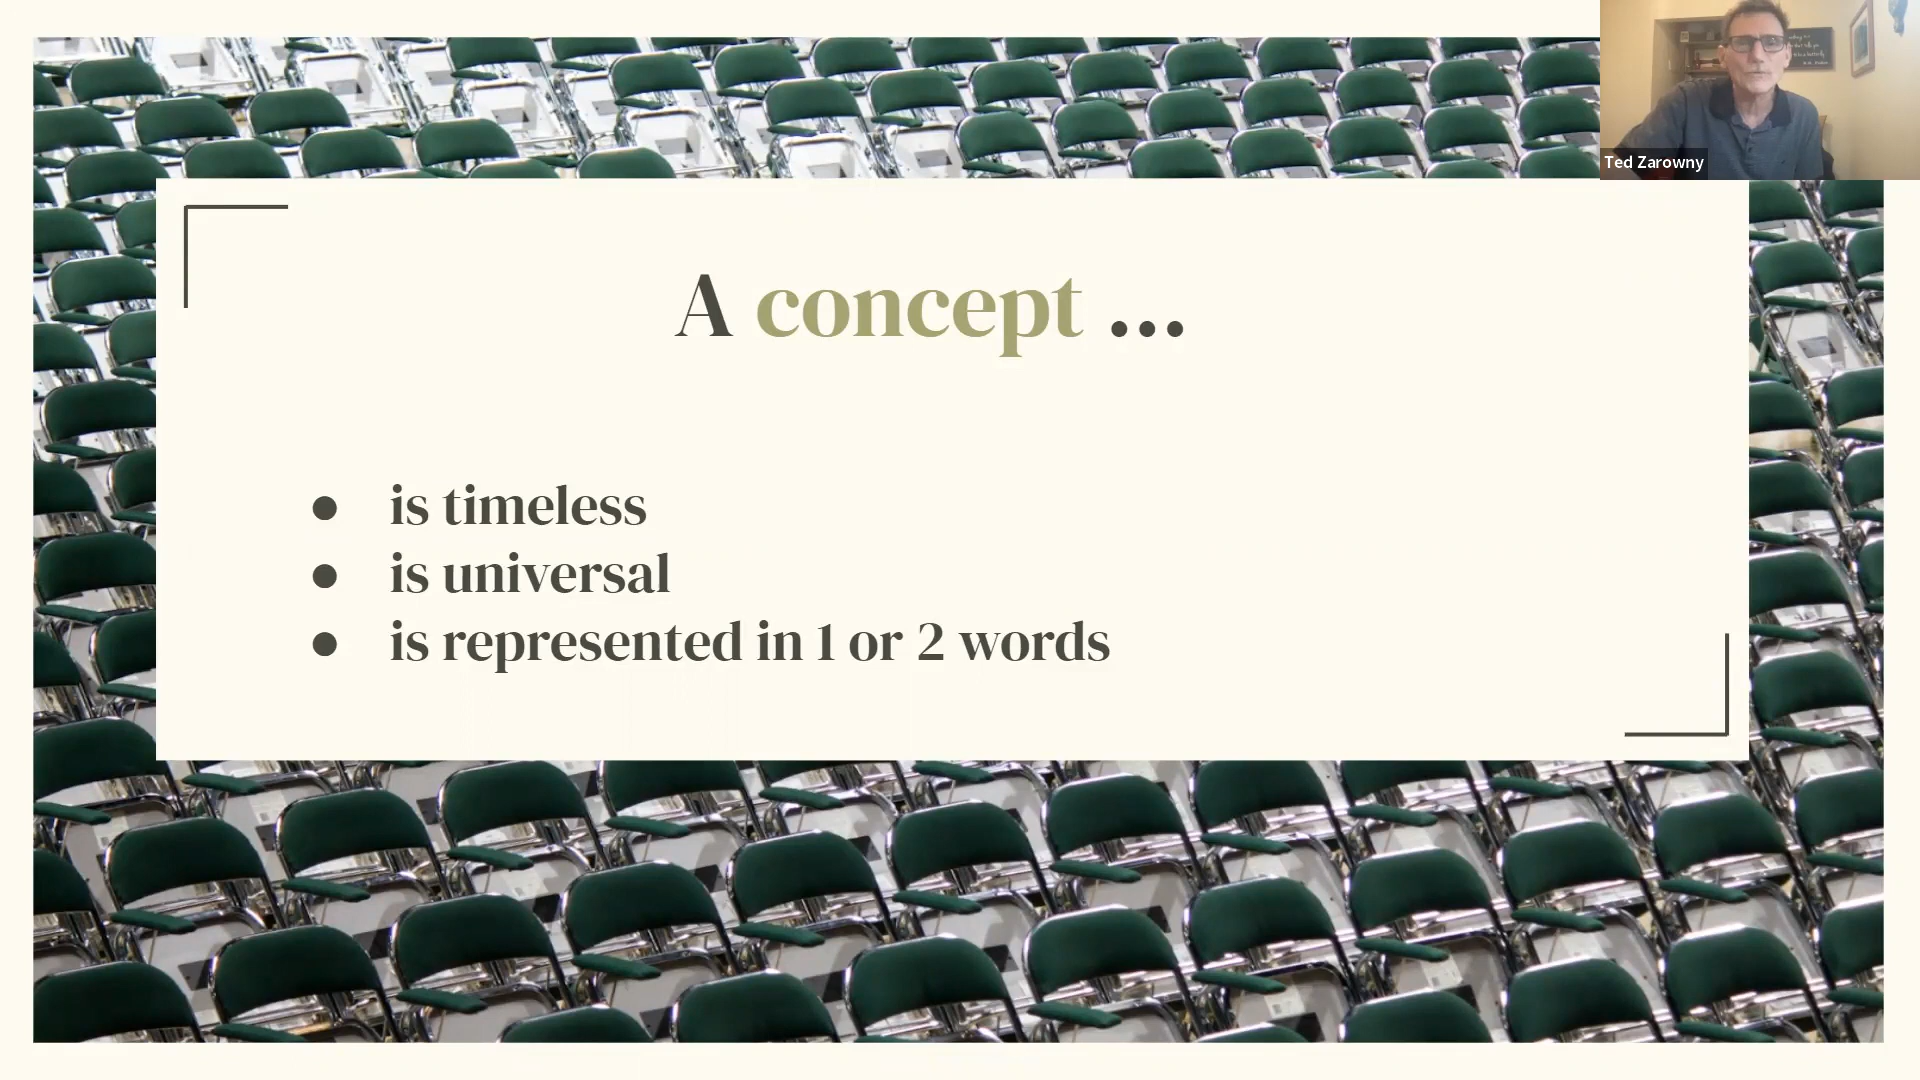 A concept ...
● is timeless
● is universal
● is represented in 1 or 2 words
Ted Zarowny